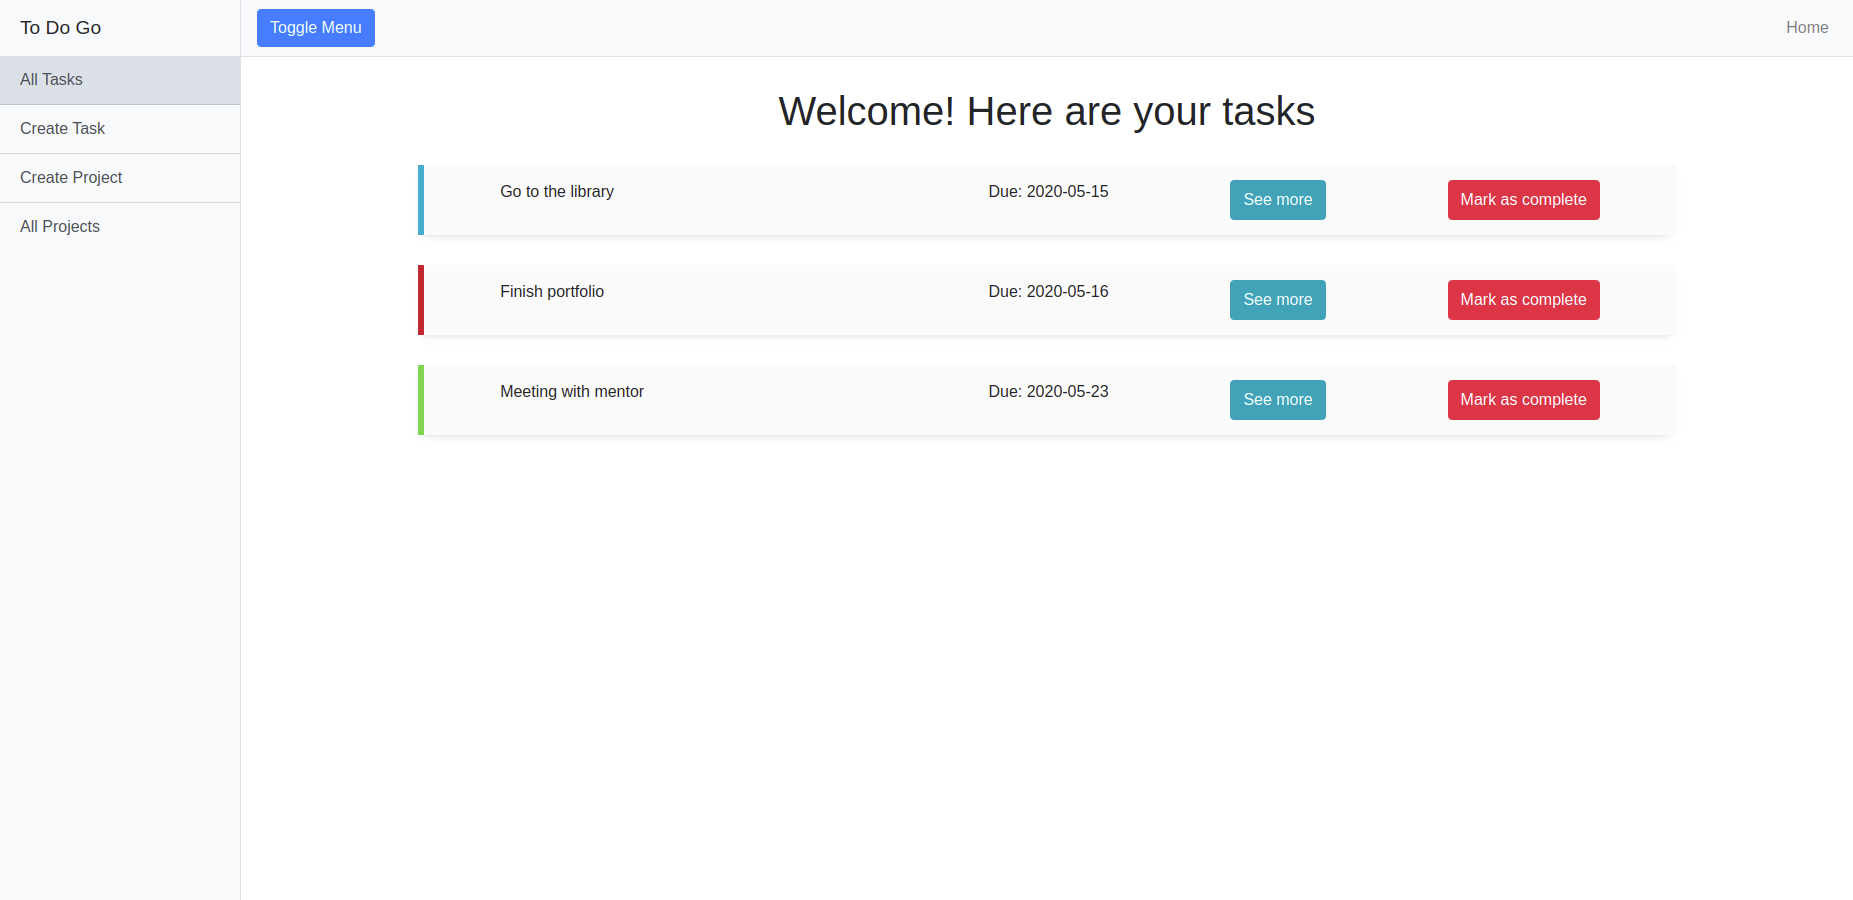 To Do Go
Toggle Menu
Home
All Tasks
Create Task
Create Project
All Projects
Welcome! Here are your tasks
Go to the library Due: 2020-05-15 See more Mark as complete
Finish portfolio Due: 2020-05-16 See more Mark as complete
Meeting with mentor Due: 2020-05-23 See more Mark as complete